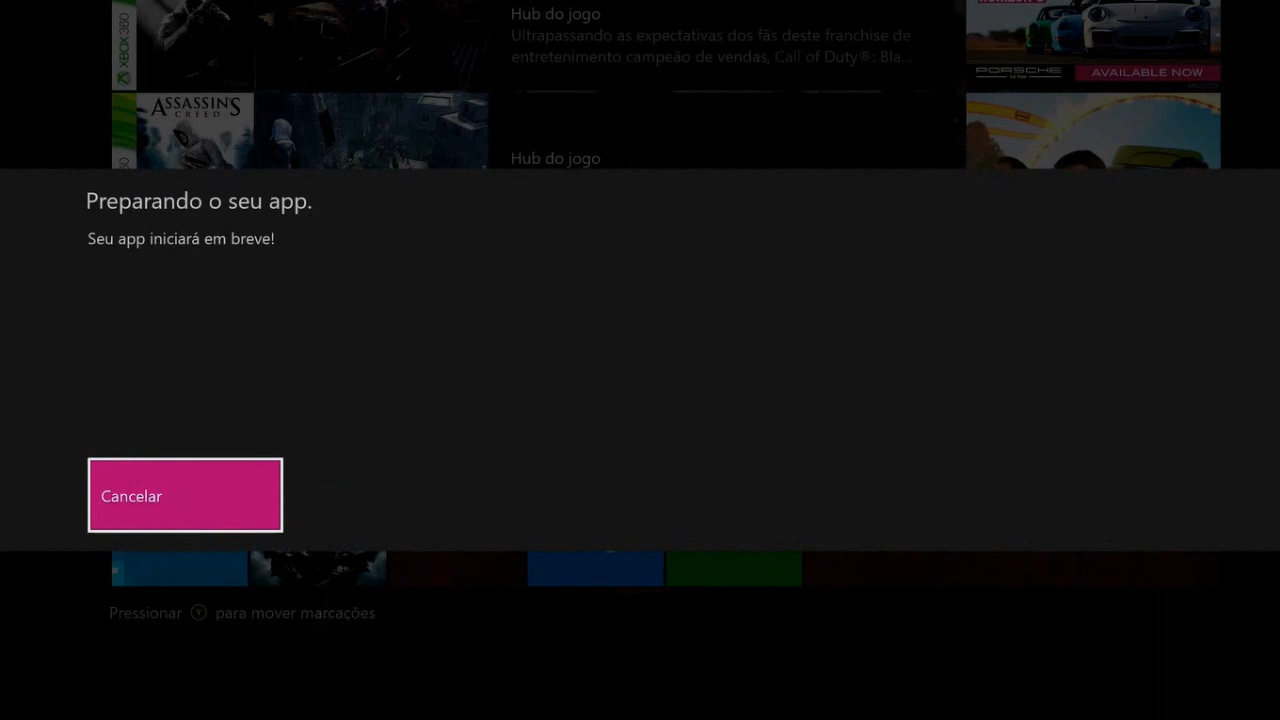 Hub do jogo
Ultrapassando as expectativas dos fãs deste franchise de
entretenimento campeão de vendas, Call of Duty®: Bla...
XBOX 360
PORSCHE
AVAILABLE NOW
ASSASSIN'S
CREED
Hub do jogo
Preparando o seu app.
Seu app iniciará em breve!
Cancelar
Pressionar Y para mover marcações